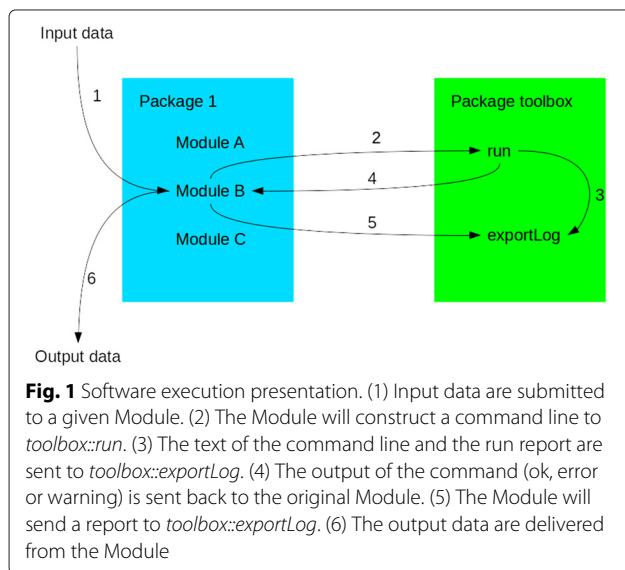 Input data
1
Package 1
Package toolbox
Module A
2
run
4
Module B
3
5
Module C
exportLog
6
Output data
Fig. 1 Software execution presentation. (1) Input data are submitted
to a given Module. (2) The Module will construct a command line to
toolbox::run. (3) The text of the command line and the run report are
sent to toolbox::exportLog. (4) The output of the command (ok, error
or warning) is sent back to the original Module. (5) The Module will
send a report to toolbox::exportLog. (6) The output data are delivered
from the Module